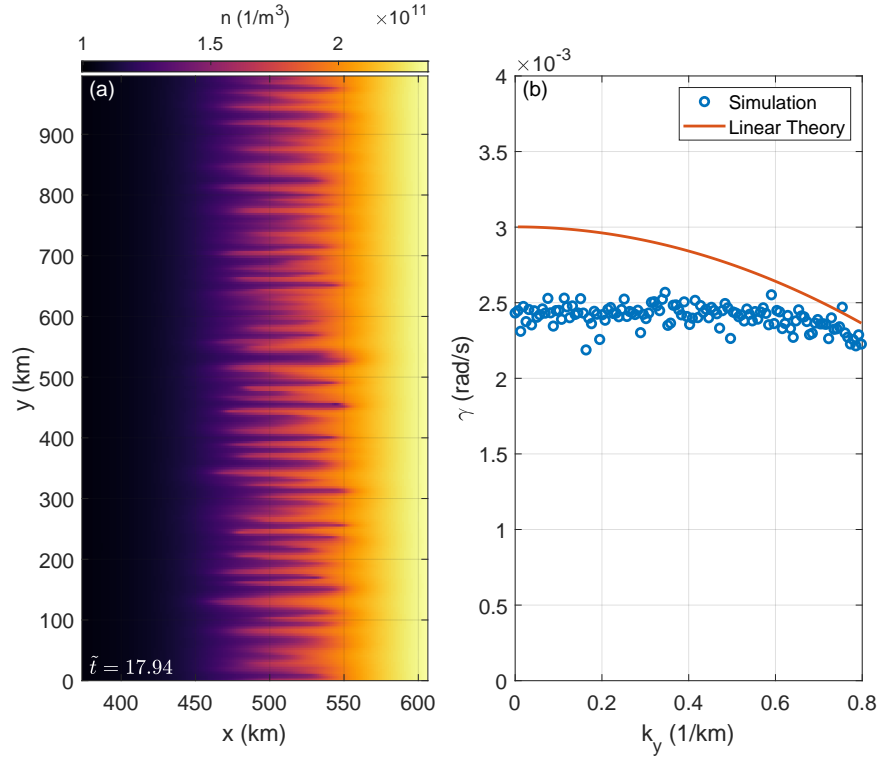 n (1/m³)
×10¹¹
1 1.5 2
(a)
900
800
700
600
500
400
300
200
100
0
y (km)
t̃ = 17.94
400 450 500 550 600
x (km)
×10⁻³
(b)
Simulation
Linear Theory
4
3.5
3
2.5
2
1.5
1
0.5
0
γ (rad/s)
0 0.2 0.4 0.6 0.8
k_y (1/km)